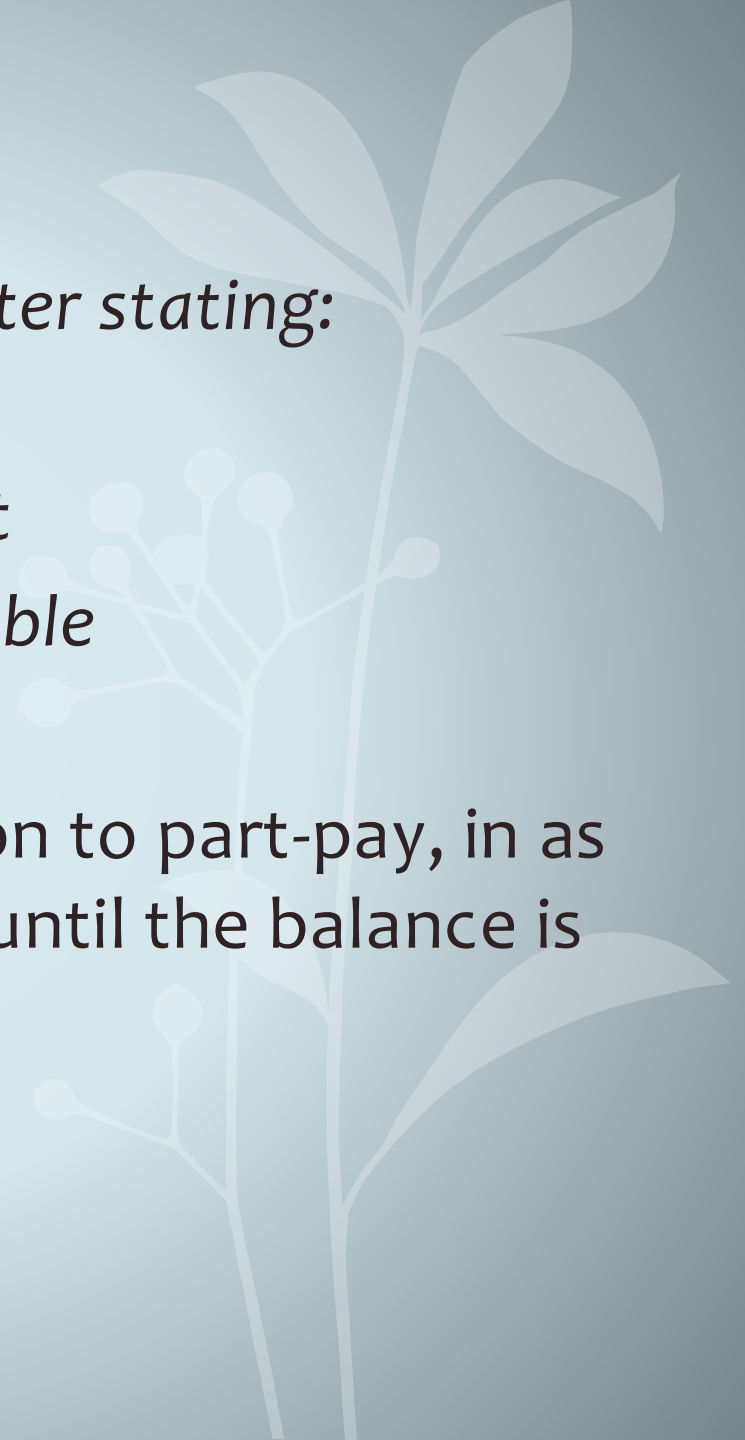 ter stating:
t
ble
on to part-pay, in as
until the balance is